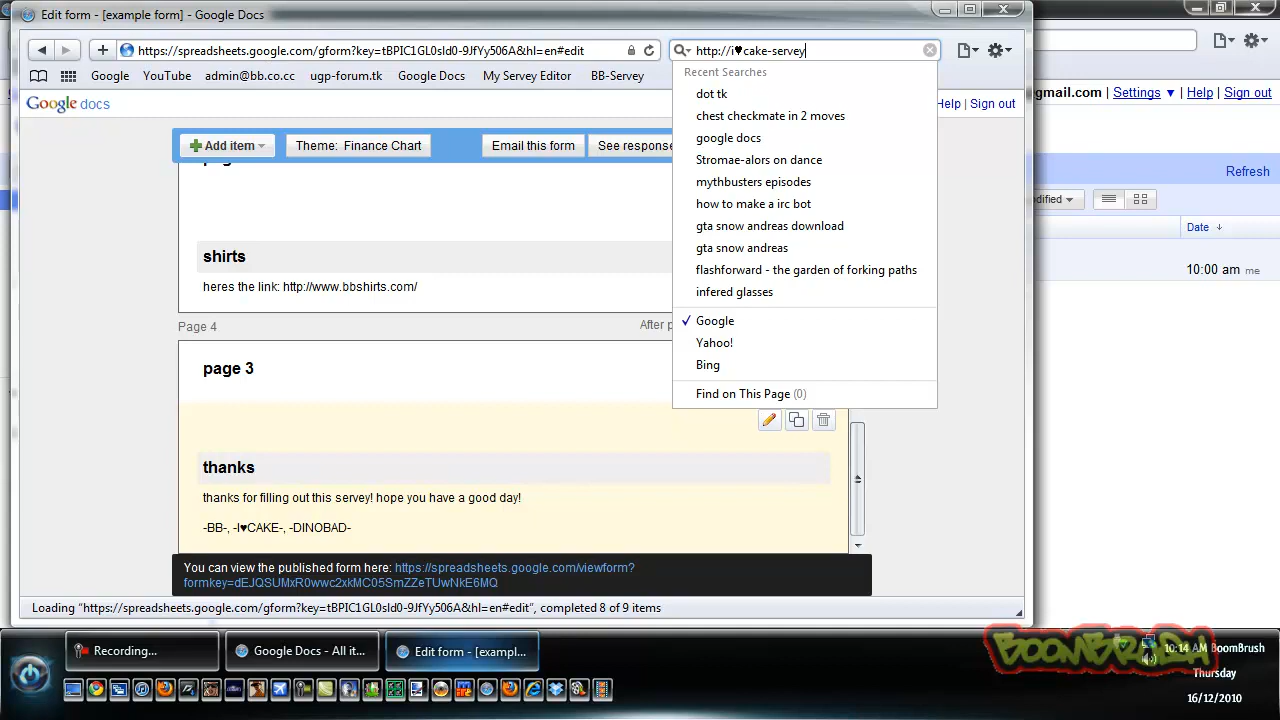 Edit form - [example form] - Google Docs
https://spreadsheets.google.com/gform?key=tBPIC1GL0sId0-9JfYy506A&hl=en#edit
http://i♥cake-servey
Google YouTube admin@bb.co.cc ugp-forum.tk Google Docs My Servey Editor BB-Servey
Recent Searches
dot tk
chest checkmate in 2 moves
google docs
Stromae-alors on dance
mythbusters episodes
how to make a irc bot
gta snow andreas download
gta snow andreas
flashforward - the garden of forking paths
infered glasses
Google
Yahoo!
Bing
Find on This Page (0)
Google docs
Help | Sign out
gmail.com | Settings ▼ | Help | Sign out
Add item
Theme: Finance Chart
Email this form
See response
Refresh
Date
10:00 am me
shirts
heres the link: http://www.bbshirts.com/
Page 4
After p
page 3
thanks
thanks for filling out this servey! hope you have a good day!
-BB-, -I♥CAKE-, -DINOBAD-
You can view the published form here: https://spreadsheets.google.com/viewform?
formkey=dEJQSUMxR0wwc2xkMC05SmZZeTUwNkE6MQ
Loading “https://spreadsheets.google.com/gform?key=tBPIC1GL0sId0-9JfYy506A&hl=en#edit”, completed 8 of 9 items
Recording...
Google Docs - All it...
Edit form - [exampl...
BOOMBRUSH
10:14 AM BoomBrush
Thursday
16/12/2010